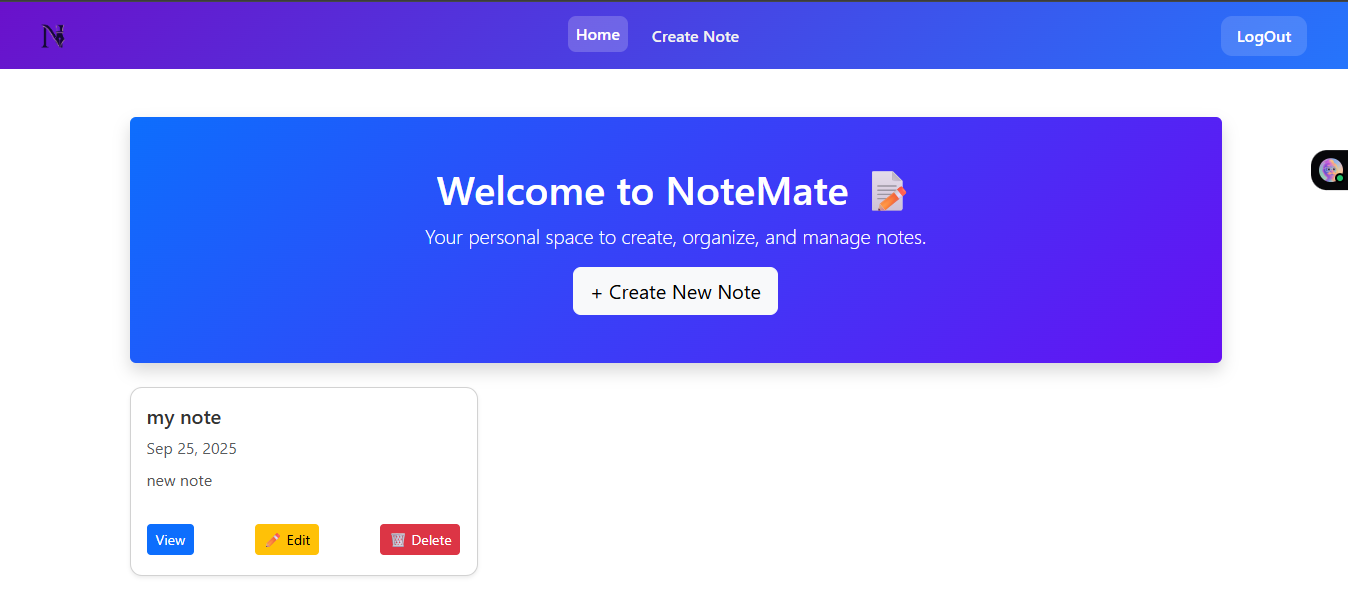 N
Home Create Note LogOut
Welcome to NoteMate
Your personal space to create, organize, and manage notes.
+ Create New Note
my note
Sep 25, 2025
new note
View Edit Delete